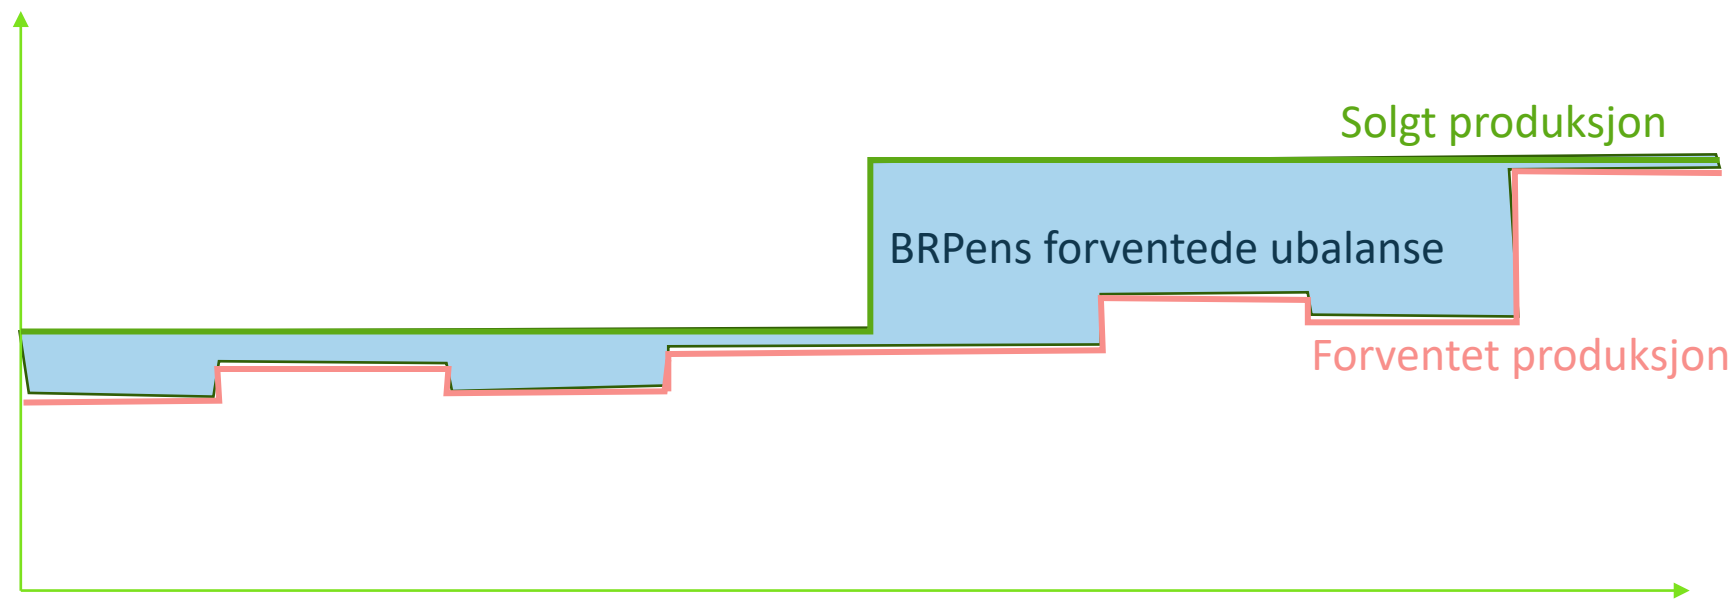 Solgt produksjon
BRPens forventede ubalanse
Forventet produksjon